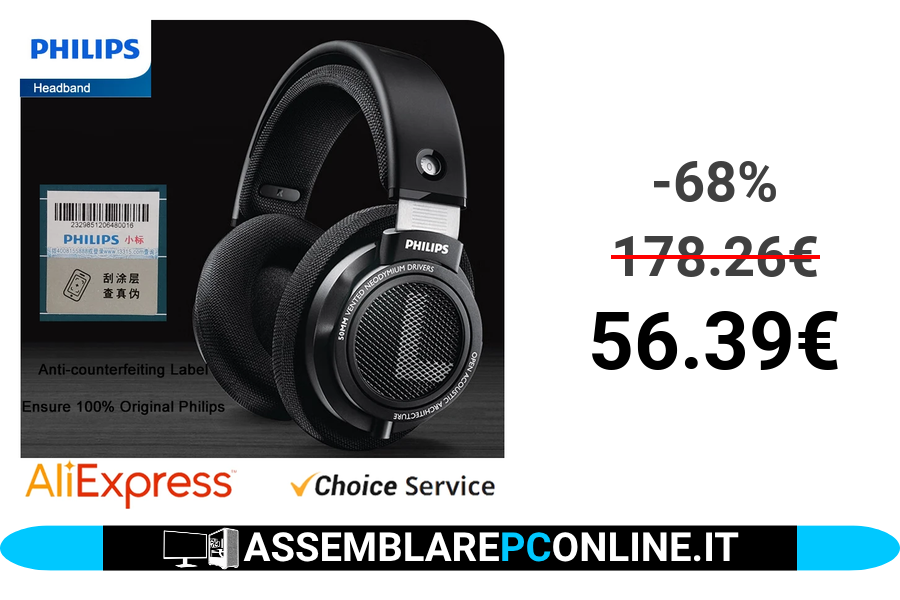 PHILIPS
Headband
2329851206480016
PHILIPS 小标
刮涂层
查真伪
Anti-counterfeiting Label
Ensure 100% Original Philips
PHILIPS
50MM VENTED NEODYMIUM DRIVERS
OPEN ACOUSTIC ARCHITECTURE
L
-68%
178.26€
56.39€
AliExpress
Choice Service
ASSEMBLAREPCONLINE.IT